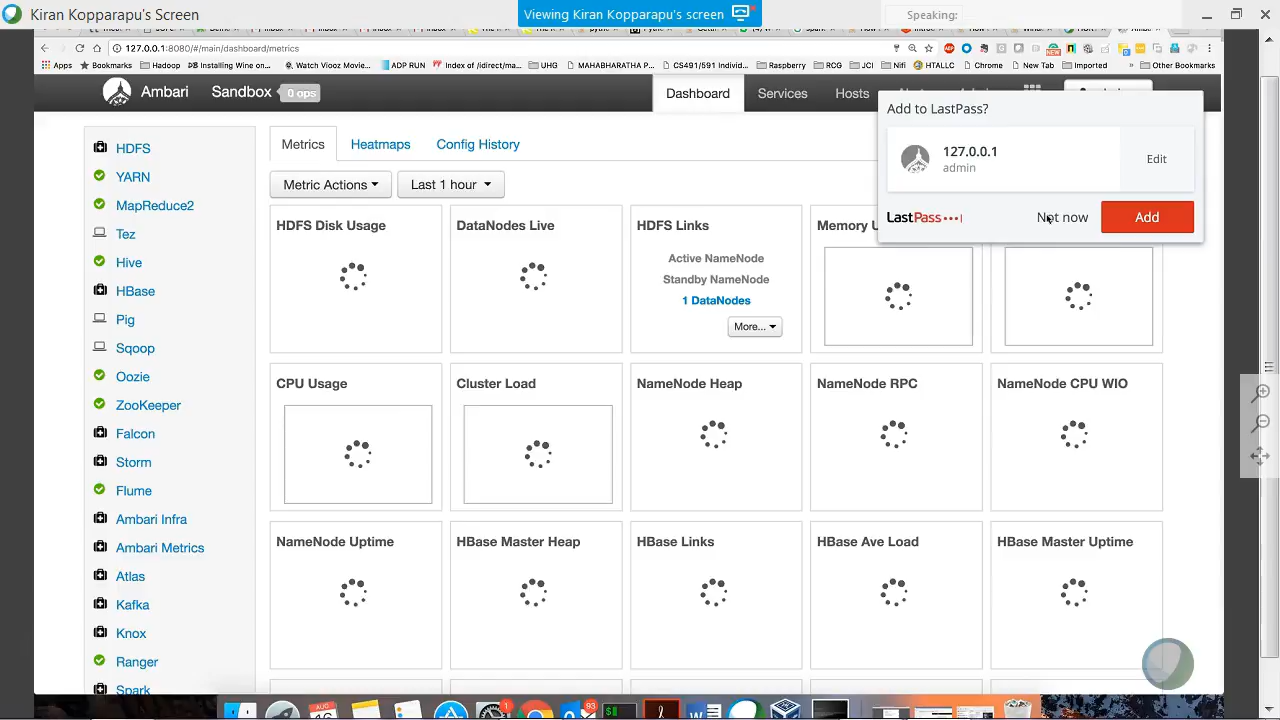 Kiran Kopparapu's Ambari
Viewing Kiran Kopparapu's screen
Speaking:
127.0.0.1:8080/#/main/dashboard/metrics
Apps Bookmarks Hadoop Installing Wine on... Watch Viooz Movie... ADP RUN Index of /idirect/ma... UHG MAHABHARATHA P... CS491/591 Individ... Raspberry RCG JCI Nifi HTALLC Chrome New Tab Imported Other Bookmarks
Ambari Sandbox 0 ops Dashboard Services Hosts
Add to LastPass?
127.0.0.1
admin
Edit
LastPass Not now Add
Metrics Heatmaps Config History
Metric Actions Last 1 hour
HDFS
YARN
MapReduce2
Tez
Hive
HBase
Pig
Sqoop
Oozie
ZooKeeper
Falcon
Storm
Flume
Ambari Infra
Ambari Metrics
Atlas
Kafka
Knox
Ranger
Spark
HDFS Disk Usage DataNodes Live HDFS Links Memory U
Active NameNode
Standby NameNode
1 DataNodes
More...
CPU Usage Cluster Load NameNode Heap NameNode RPC NameNode CPU WIO
NameNode Uptime HBase Master Heap HBase Links HBase Ave Load HBase Master Uptime
AUG
1
93